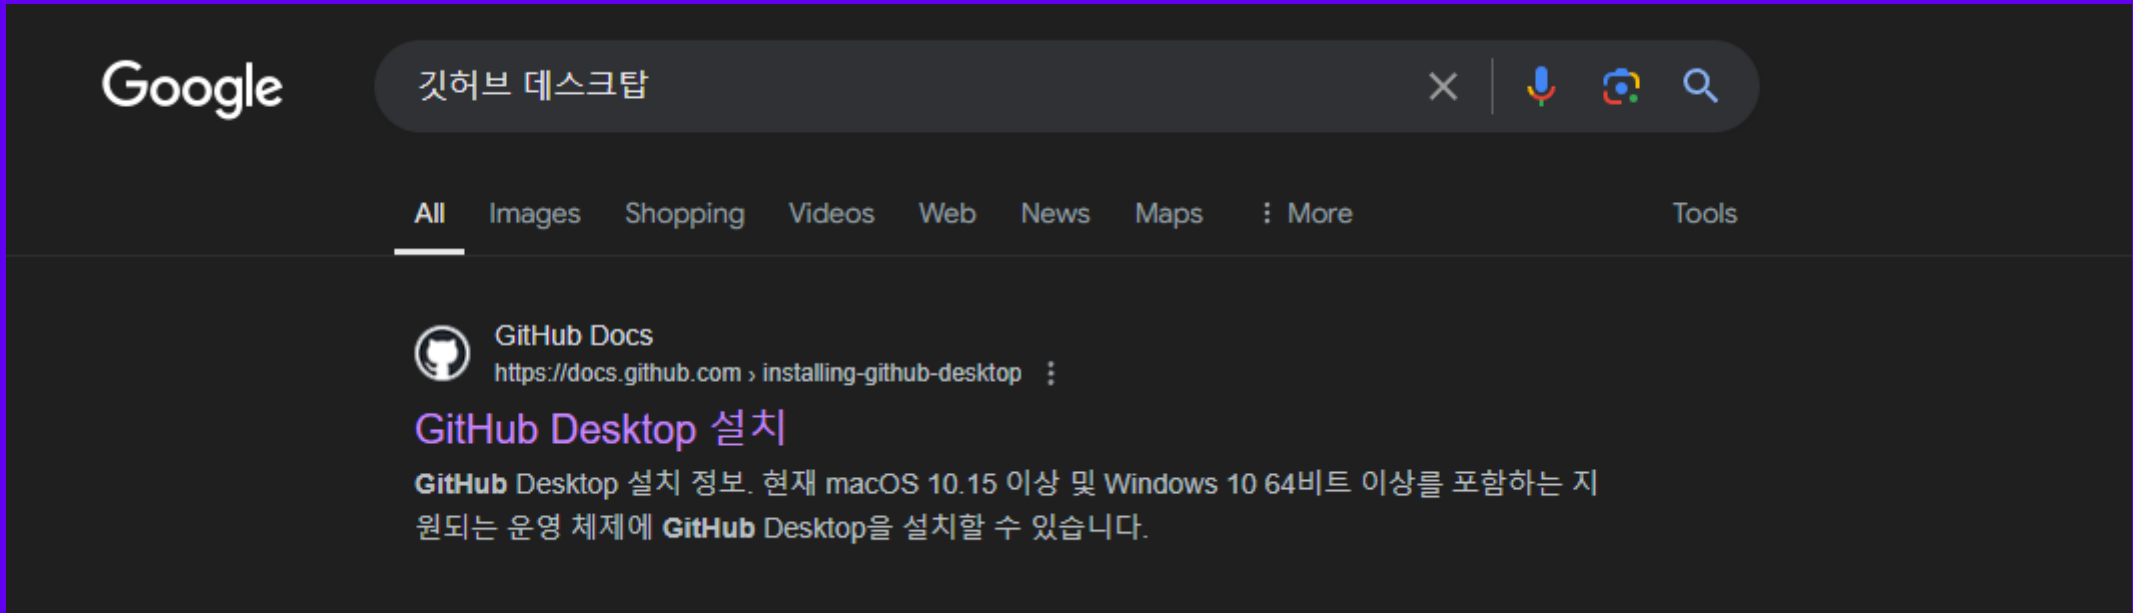 Google
깃허브 데스크탑
All Images Shopping Videos Web News Maps More Tools
GitHub Docs
https://docs.github.com › installing-github-desktop
GitHub Desktop 설치
GitHub Desktop 설치 정보. 현재 macOS 10.15 이상 및 Windows 10 64비트 이상를 포함하는 지
원되는 운영 체제에 GitHub Desktop을 설치할 수 있습니다.